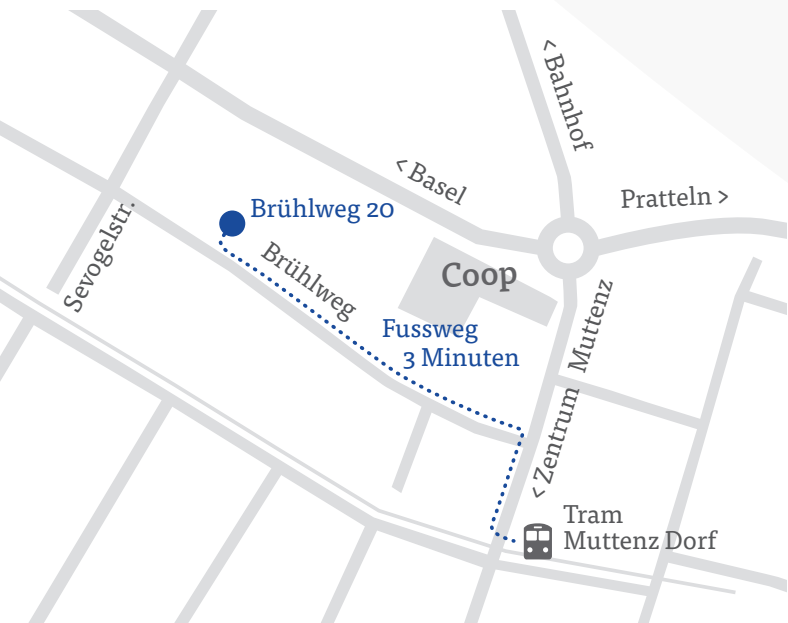 < Bahnhof
< Basel
Pratteln >
Brühlweg 20
Sevogelstr.
Brühlweg
Coop
Fussweg
3 Minuten
< Zentrum Muttenz
Tram
Muttenz Dorf